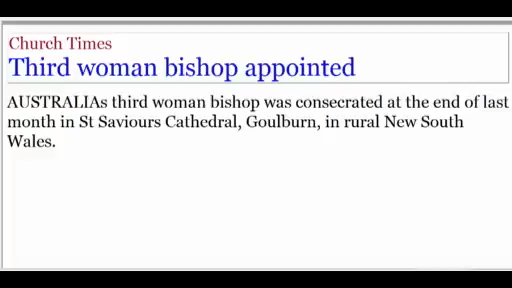 Church Times
Third woman bishop appointed
AUSTRALIAs third woman bishop was consecrated at the end of last
month in St Saviours Cathedral, Goulburn, in rural New South
Wales.